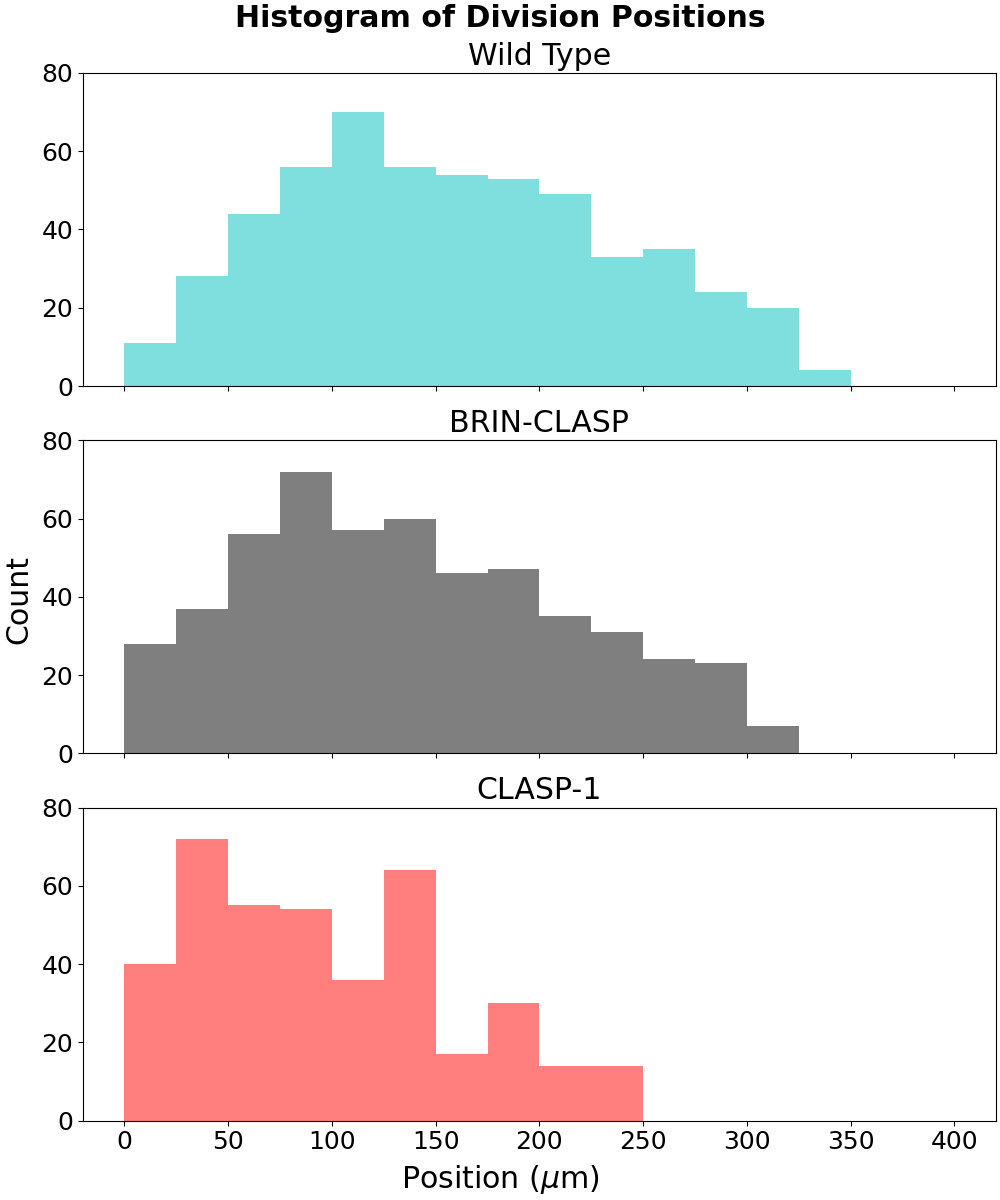 Histogram of Division Positions
Wild Type
80
60
40
20
0
BRIN-CLASP
80
60
40
20
0
Count
CLASP-1
80
60
40
20
0
0 50 100 150 200 250 300 350 400
Position (μm)